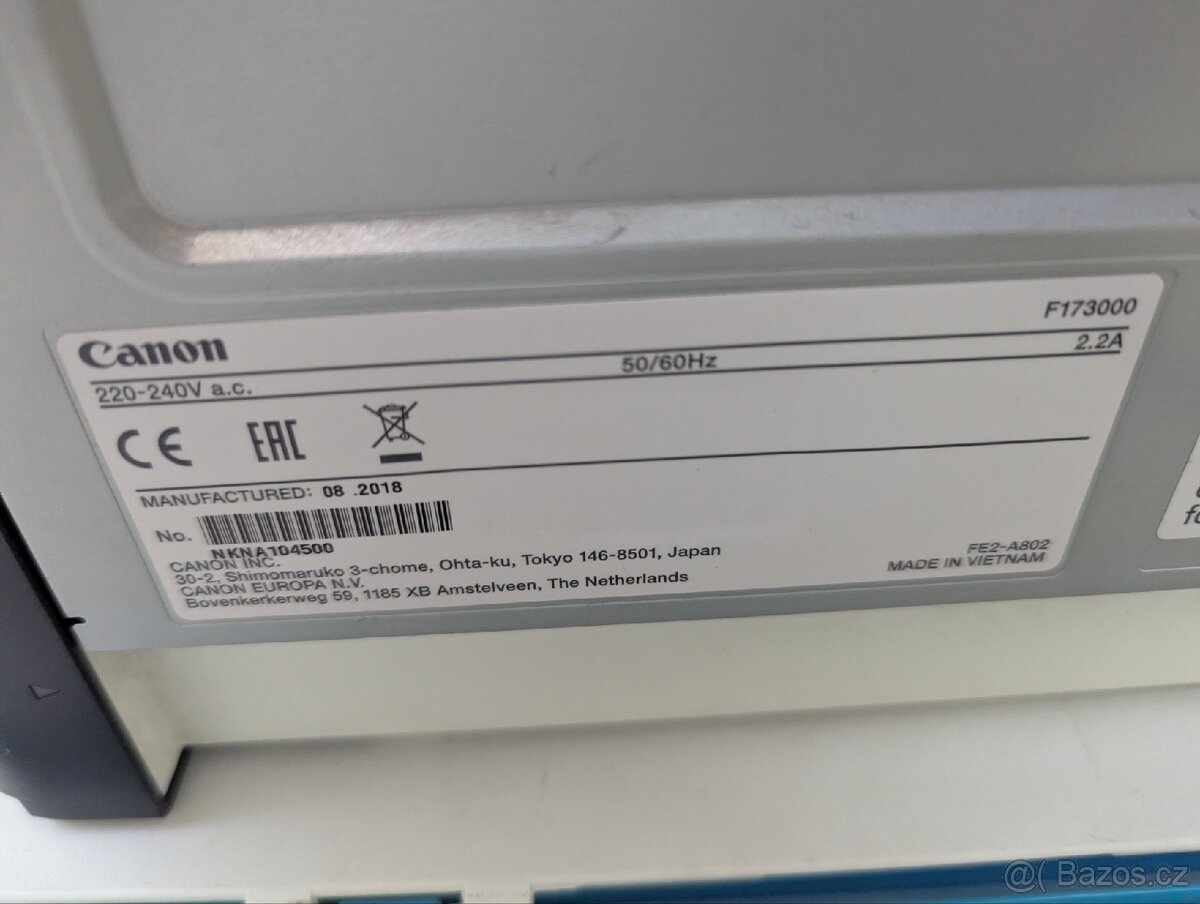 Canon
F173000
220-240V a.c.
50/60Hz
2.2A
CE
EAC
MANUFACTURED: 08 .2018
No.
NKNA104500
CANON INC.
30-2, Shimomaruko 3-chome, Ohta-ku, Tokyo 146-8501, Japan
CANON EUROPA N.V.
Bovenkerkerweg 59, 1185 XB Amstelveen, The Netherlands
FE2-A802
MADE IN VIETNAM
@( Bazos.cz